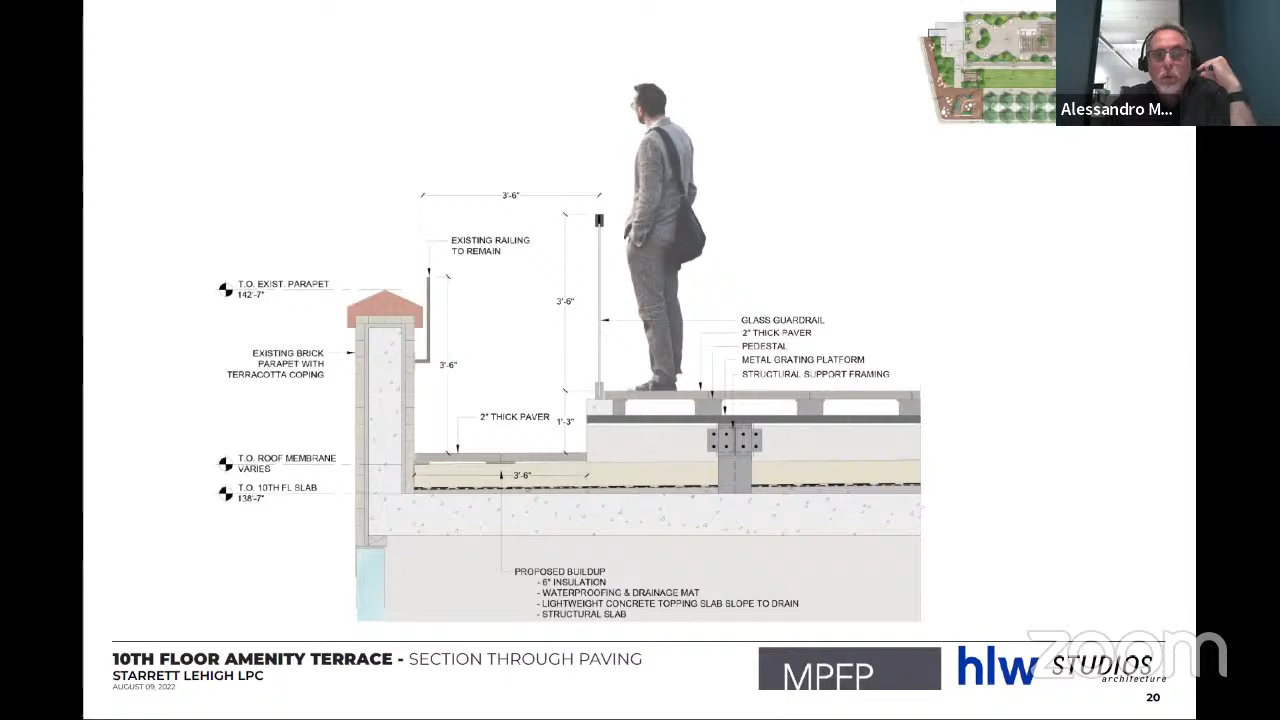 Alessandro M...
3'-6"
EXISTING RAILING
TO REMAIN
T.O. EXIST. PARAPET
142'-7"
3'-6"
GLASS GUARDRAIL
2" THICK PAVER
PEDESTAL
METAL GRATING PLATFORM
STRUCTURAL SUPPORT FRAMING
EXISTING BRICK
PARAPET WITH
TERRACOTTA COPING
3'-6"
2" THICK PAVER
1'-3"
T.O. ROOF MEMBRANE
VARIES
3'-6"
T.O. 10TH FL SLAB
138'-7"
PROPOSED BUILDUP
- 6" INSULATION
- WATERPROOFING & DRAINAGE MAT
- LIGHTWEIGHT CONCRETE TOPPING SLAB SLOPE TO DRAIN
- STRUCTURAL SLAB
10TH FLOOR AMENITY TERRACE - SECTION THROUGH PAVING
STARRETT LEHIGH LPC
AUGUST 09, 2022
MPFP
hlw
STUDIOS
architecture
zoom
20